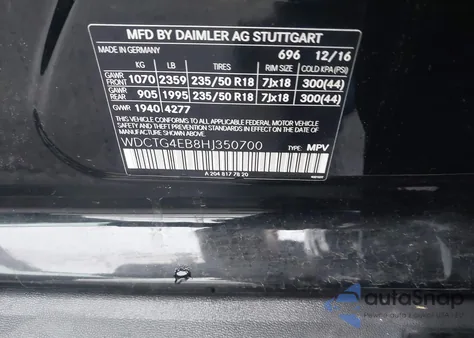 MFD BY DAIMLER AG STUTTGART
MADE IN GERMANY 696 12/16
KG LB TIRES RIM SIZE COLD KPA(PSI)
GAWR FRONT 1070 2359 235/50 R18 7Jx18 300(44)
GAWR REAR 905 1995 235/50 R18 7Jx18 300(44)
GVWR 1940 4277
THIS VEHICLE CONFORMS TO ALL APPLICABLE
U.S. FEDERAL MOTOR VEHICLE SAFETY
AND THEFT PREVENTION STANDARDS IN EFFECT
ON THE DATE OF MANUFACTURE SHOWN ABOVE.
WDCTG4EB8HJ350700 TYPE: MPV
A 204 817 78 20
autoSnap